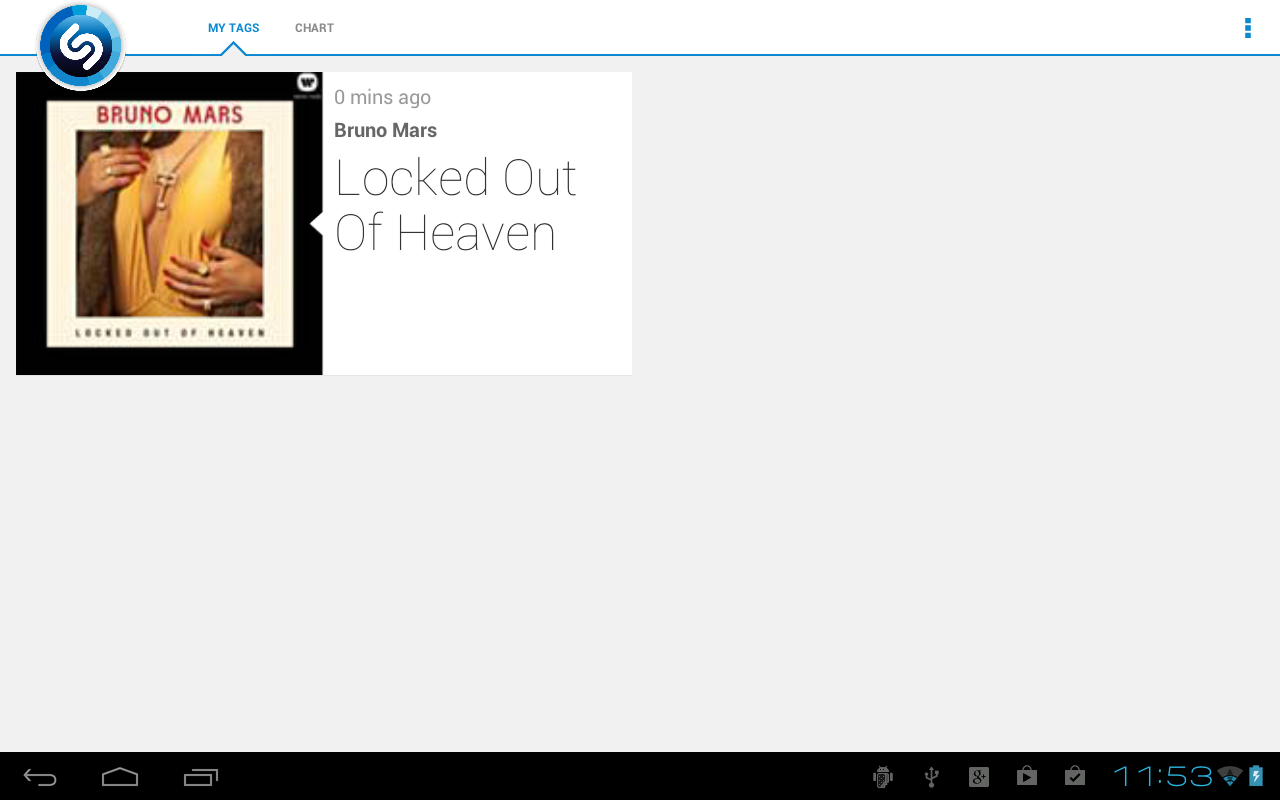 MY TAGS
CHART
BRUNO MARS
LOCKED OUT OF HEAVEN
0 mins ago
Bruno Mars
Locked Out
Of Heaven
11:53